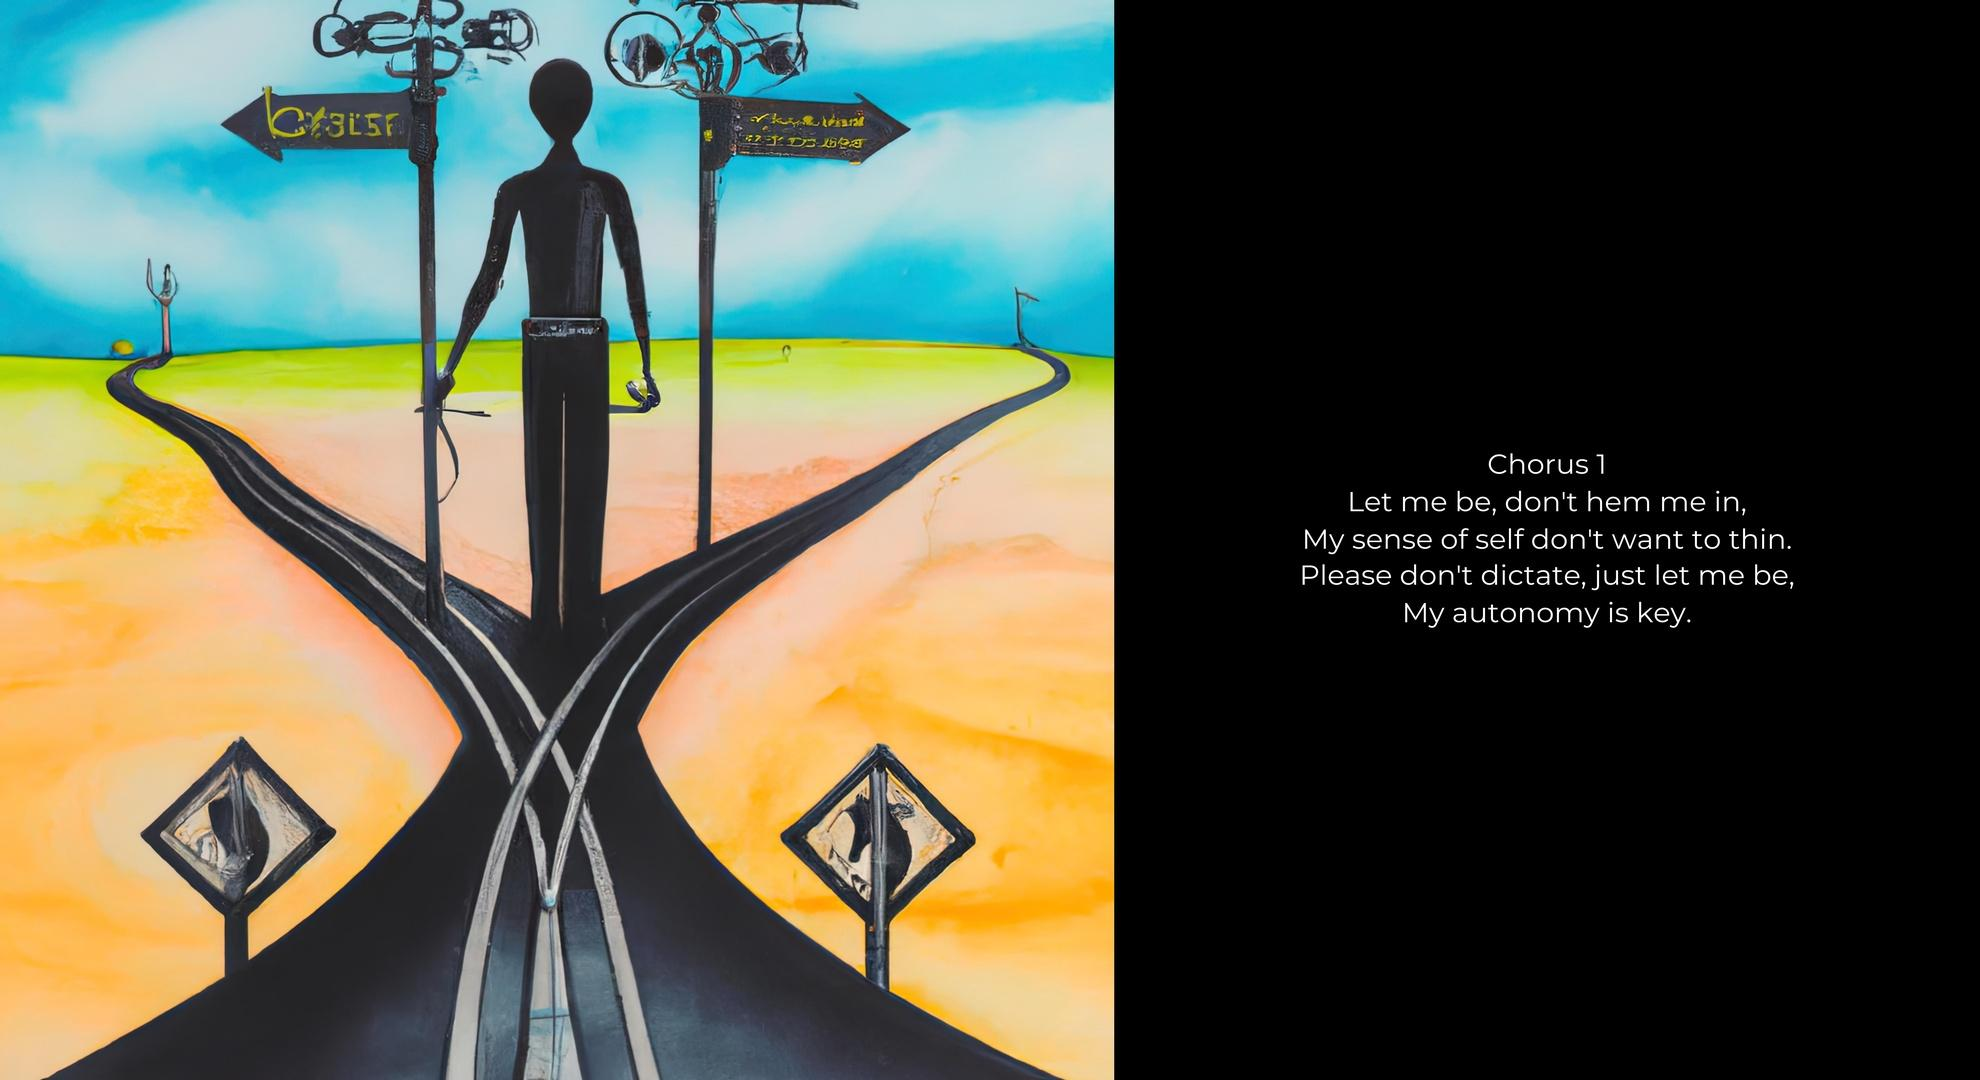 Chorus 1
Let me be, don't hem me in,
My sense of self don't want to thin.
Please don't dictate, just let me be,
My autonomy is key.